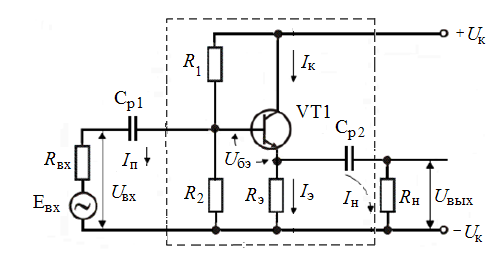 +Uк
R1
Iк
Ср1
VT1
Ср2
Rвх
Iп
Uбэ
Eвх
Uвх
R2
Rэ
Iэ
Iн
Rн
Uвых
−Uк